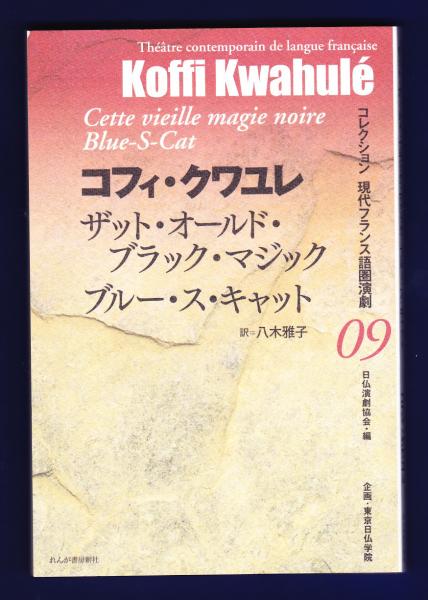 Théâtre contemporain de langue française
Koffi Kwahulé
Cette vieille magie noire
Blue-S-Cat
コフィ・クワユレ
ザット・オールド・
ブラック・マジック
ブルー・ス・キャット
訳=八木雅子
コレクション 現代フランス語圏演劇
09
日仏演劇協会・編
企画・東京日仏学院
れんが書房新社